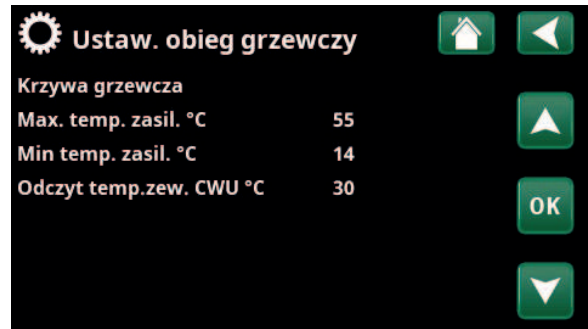 Ustaw. obieg grzewczy
Krzywa grzewcza
Max. temp. zasil. °C 55
Min temp. zasil. °C 14
Odczyt temp.zew. CWU °C 30
OK